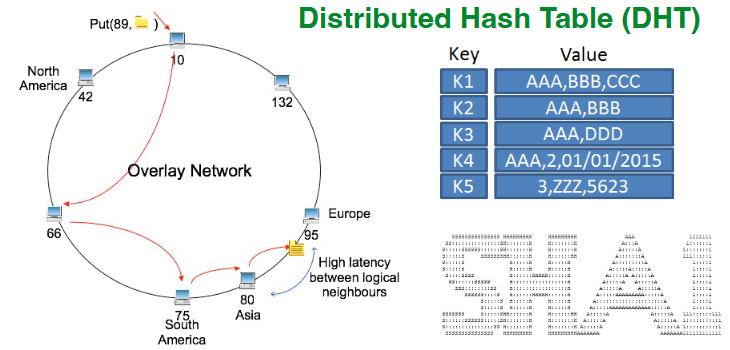 Distributed Hash Table (DHT)
Put(89, )
10
North
America
42
132
Overlay Network
66
Europe
95
High latency
between logical
neighbours
80
Asia
75
South
America
Key Value
K1 AAA,BBB,CCC
K2 AAA,BBB
K3 AAA,DDD
K4 AAA,2,01/01/2015
K5 3,ZZZ,5623
SHA1